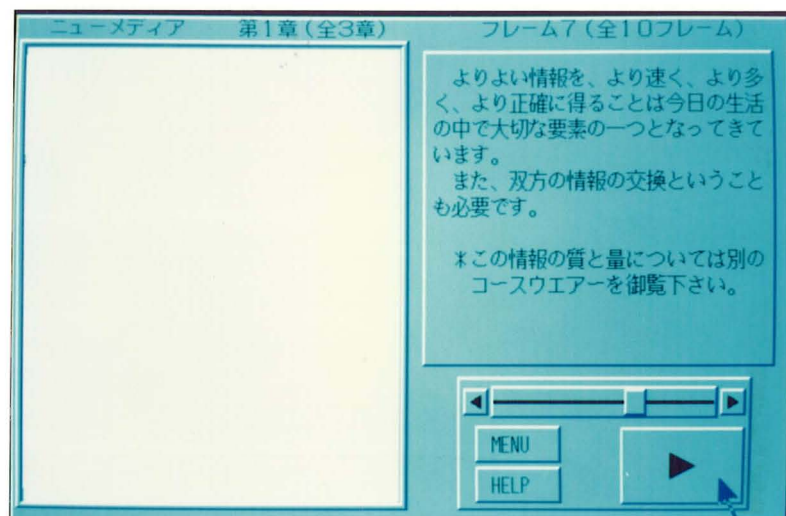 ニューメディア　第1章(全3章)　フレーム7(全10フレーム)
よりよい情報を、より速く、より多
く、より正確に得ることは今日の生活
の中で大切な要素の一つとなってきて
います。
また、双方の情報の交換ということ
も必要です。
*この情報の質と量については別の
コースウエアーを御覧下さい。
MENU
HELP